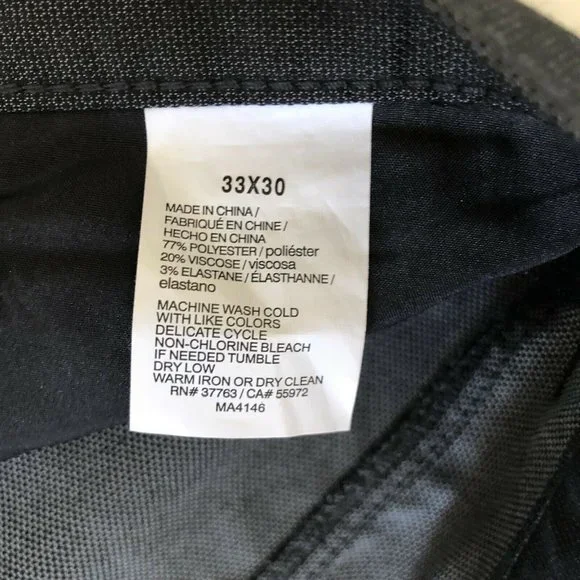 33X30
MADE IN CHINA /
FABRIQUÉ EN CHINE /
HECHO EN CHINA
77% POLYESTER / poliéster
20% VISCOSE / viscosa
3% ELASTANE / ÉLASTHANNE /
elastano
MACHINE WASH COLD
WITH LIKE COLORS
DELICATE CYCLE
NON-CHLORINE BLEACH
IF NEEDED TUMBLE
DRY LOW
WARM IRON OR DRY CLEAN
RN# 37763 / CA# 55972
MA4146